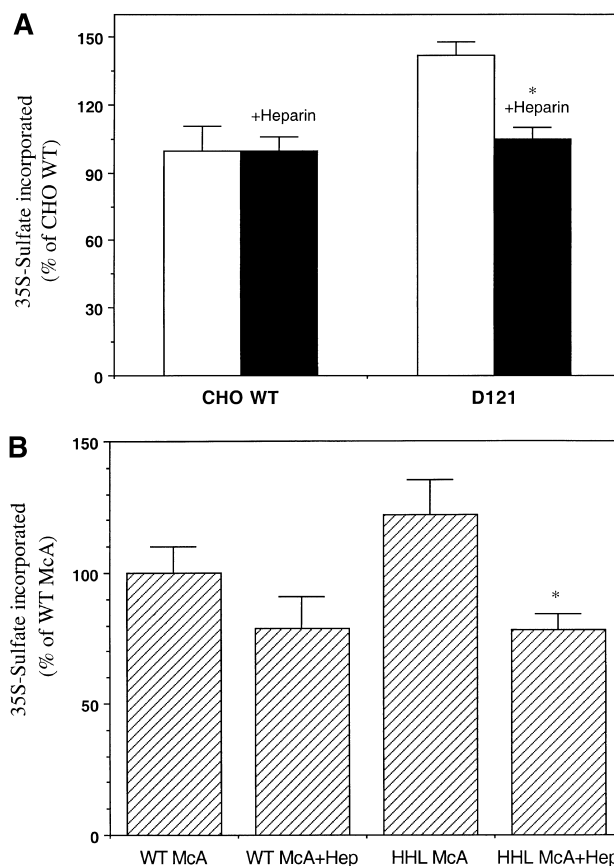 A
35S-Sulfate incorporated
(% of CHO WT)
150
120
90
60
30
0
+Heparin
*
+Heparin
CHO WT
D121
B
35S-Sulfate incorporated
(% of WT McA)
150
100
50
0
*
WT McA
WT McA+Hep
HHL McA
HHL McA+Hep